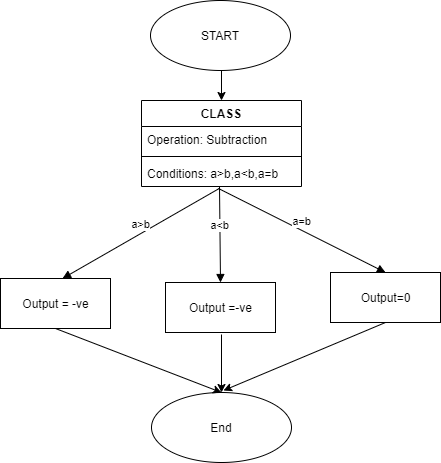 START
CLASS
Operation: Subtraction
Conditions: a>b,a<b,a=b
a>b
a<b
a=b
Output = -ve
Output =-ve
Output=0
End